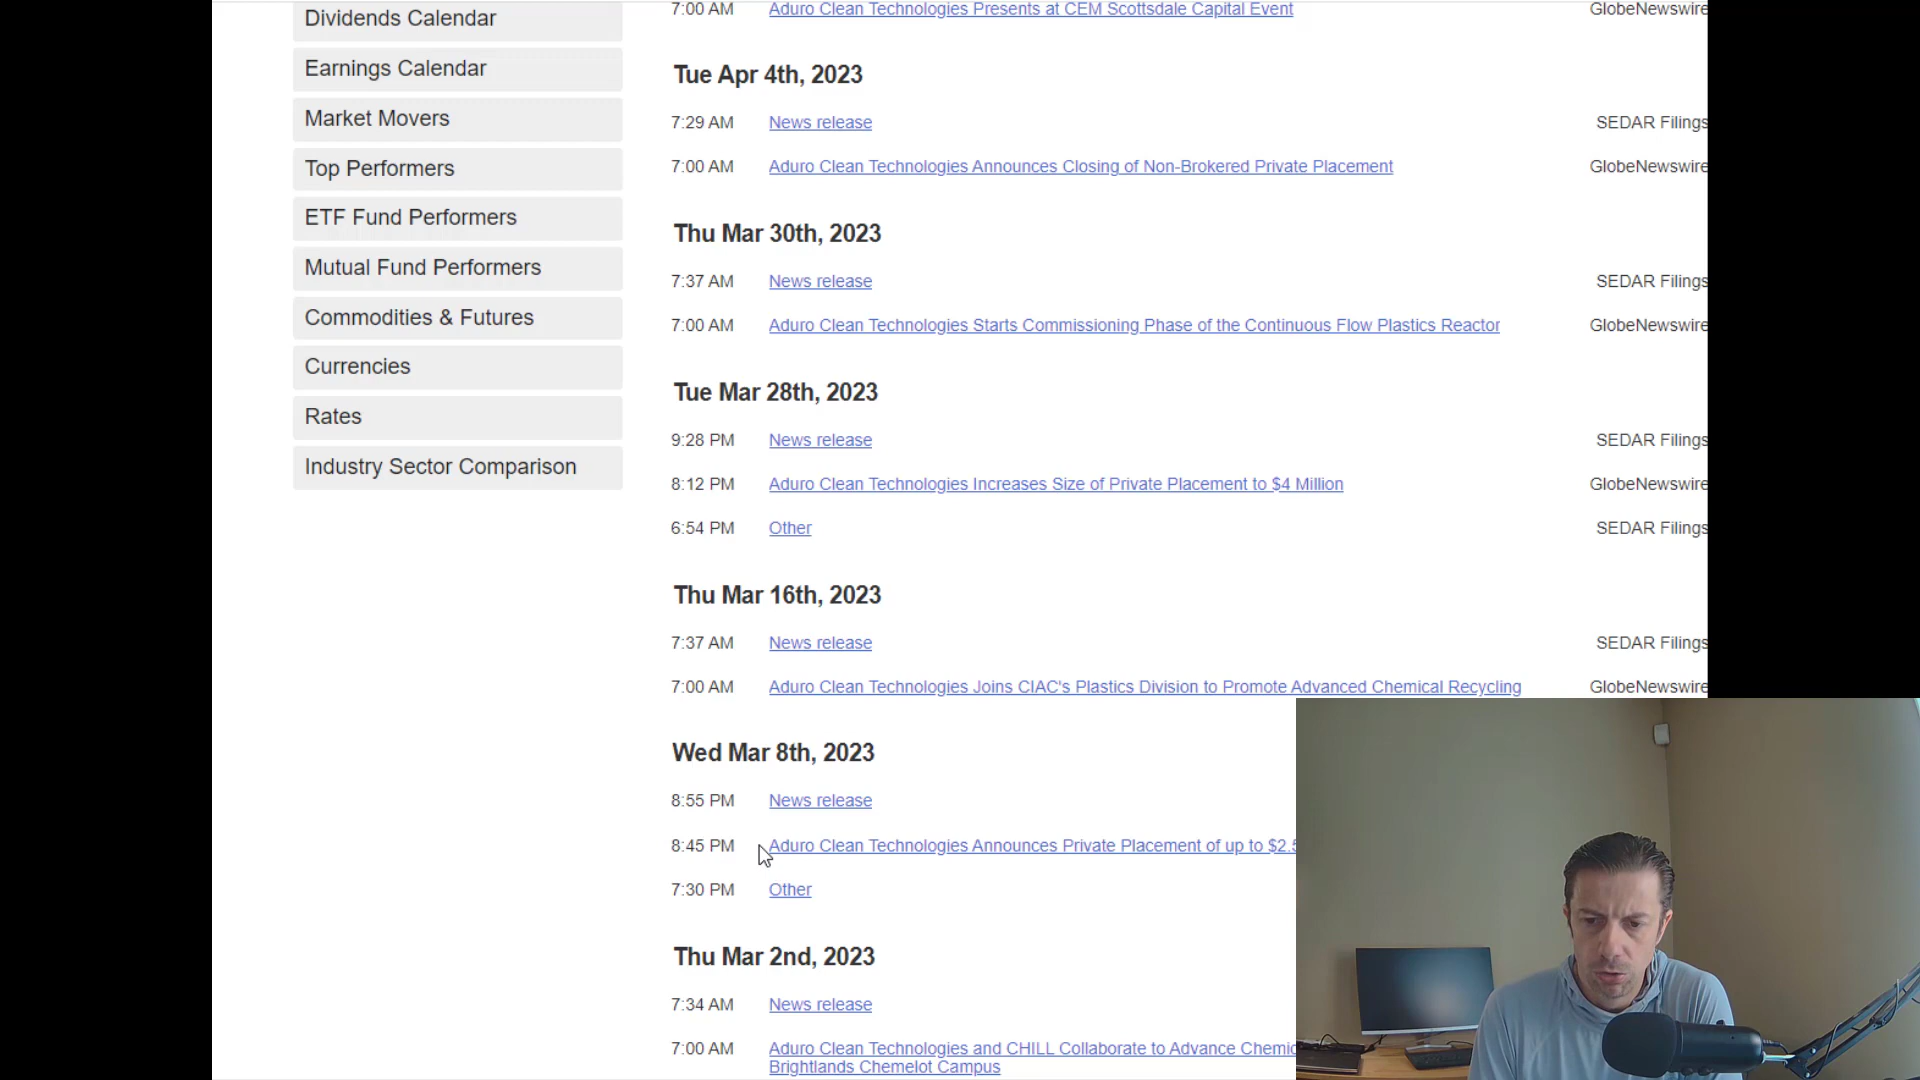 Dividends Calendar
Earnings Calendar
Market Movers
Top Performers
ETF Fund Performers
Mutual Fund Performers
Commodities & Futures
Currencies
Rates
Industry Sector Comparison
7:00 AM Aduro Clean Technologies Presents at CEM Scottsdale Capital Event GlobeNewswire
Tue Apr 4th, 2023
7:29 AM News release SEDAR Filings
7:00 AM Aduro Clean Technologies Announces Closing of Non-Brokered Private Placement GlobeNewswire
Thu Mar 30th, 2023
7:37 AM News release SEDAR Filings
7:00 AM Aduro Clean Technologies Starts Commissioning Phase of the Continuous Flow Plastics Reactor GlobeNewswire
Tue Mar 28th, 2023
9:28 PM News release SEDAR Filings
8:12 PM Aduro Clean Technologies Increases Size of Private Placement to $4 Million GlobeNewswire
6:54 PM Other SEDAR Filings
Thu Mar 16th, 2023
7:37 AM News release SEDAR Filings
7:00 AM Aduro Clean Technologies Joins CIAC's Plastics Division to Promote Advanced Chemical Recycling GlobeNewswire
Wed Mar 8th, 2023
8:55 PM News release
8:45 PM Aduro Clean Technologies Announces Private Placement of up to
7:30 PM Other
Thu Mar 2nd, 2023
7:34 AM News release
7:00 AM Aduro Clean Technologies and CHILL Collaborate to Advance
Brightlands Chemelot Campus